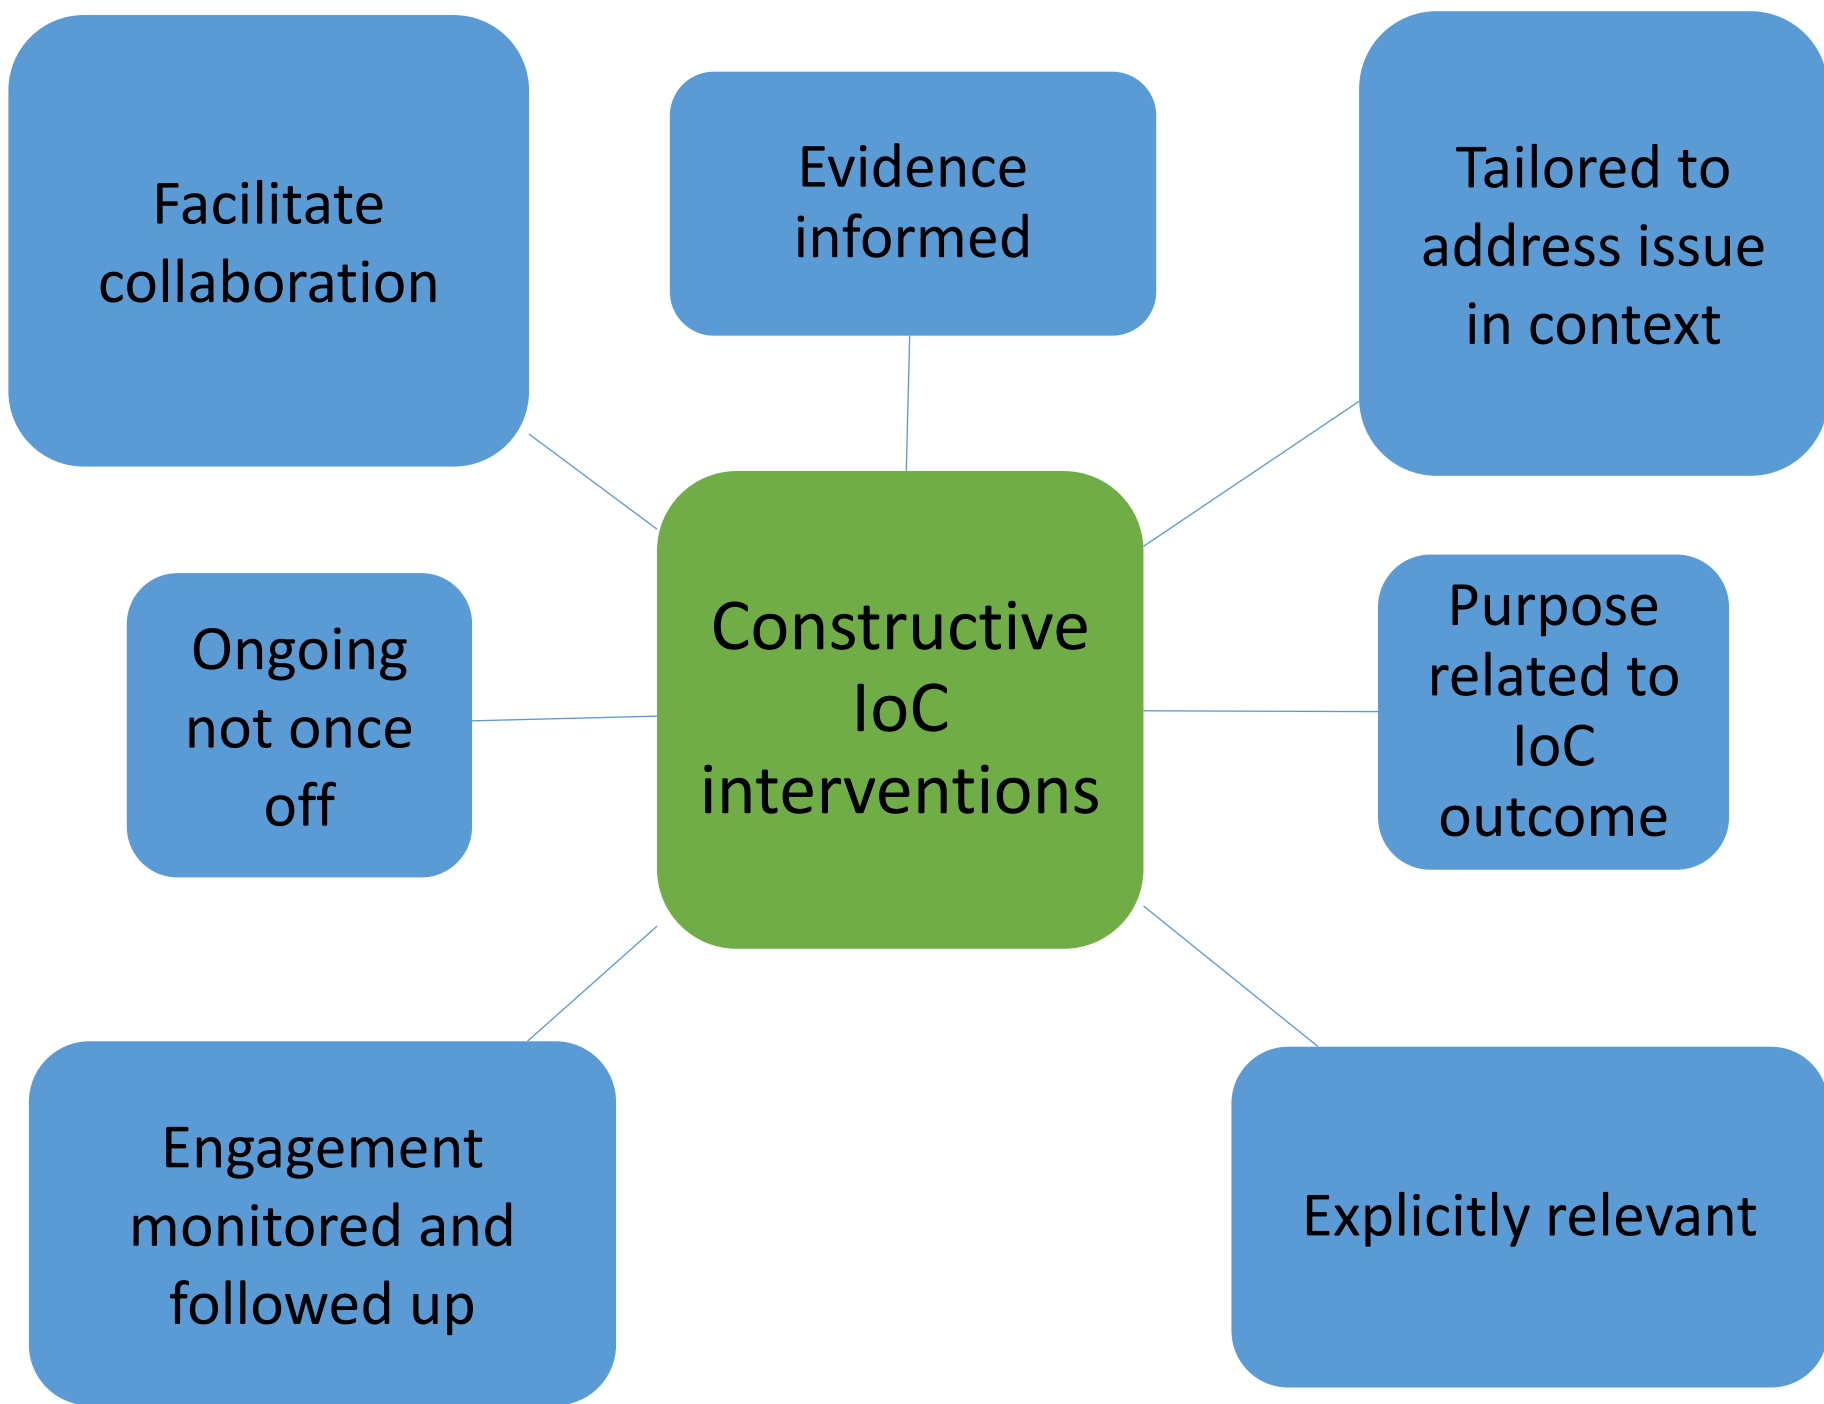 Facilitate
collaboration
Evidence
informed
Tailored to
address issue
in context
Ongoing
not once
off
Constructive
IoC
interventions
Purpose
related to
IoC
outcome
Engagement
monitored and
followed up
Explicitly relevant